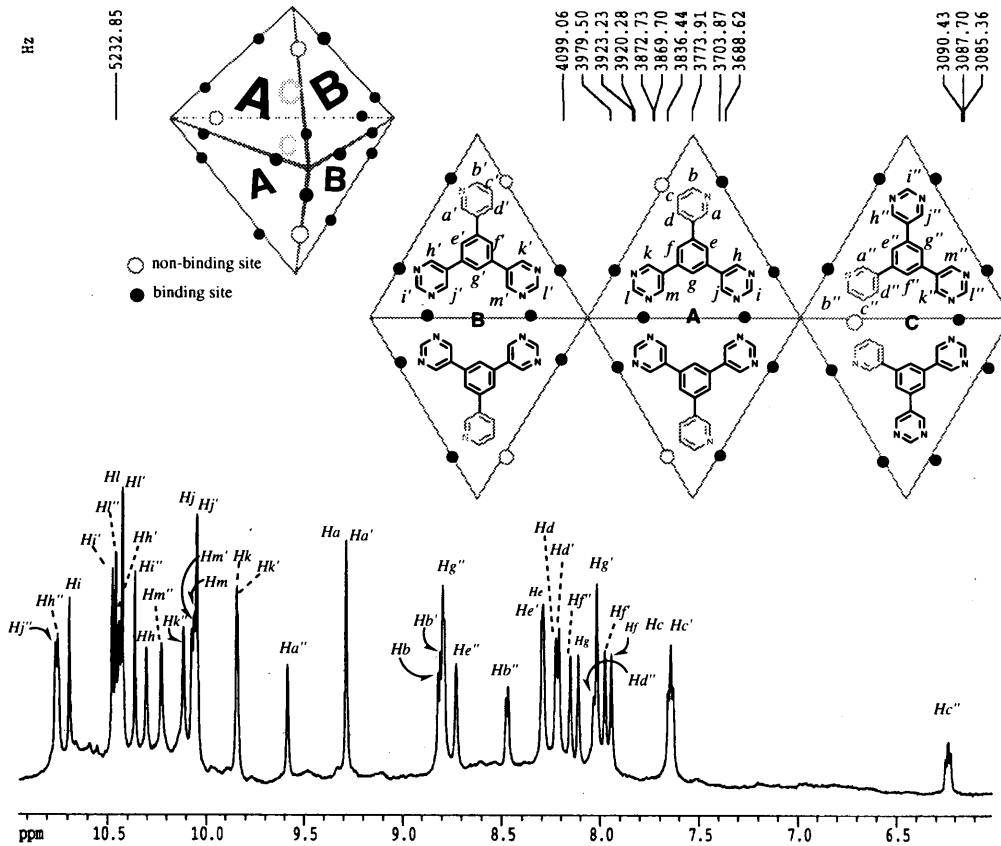 Hz
5232.85
4099.06
3979.50
3923.23
3920.28
3872.73
3869.70
3836.44
3773.91
3703.87
3688.62
3090.43
3087.70
3085.36
A B
C
C
A B
non-binding site
binding site
b' c'
N
a' d'
e' f'
h' k'
N N
g'
i' N j' m' N l'
B
N N
N N
N
b
c N
d a
f e
k h
N N
g
l N m j N i
A
N N
N N
N
i''
N N
h'' j''
e'' g''
a'' m''
N N
f''
b'' d'' k'' N l''
c''
C
N
N N
N N
Hj'' Hh'' Hi Hi' Hl'' Hl Hl' Hh' Hi'' Hh Hm'' Hk'' Hj Hj' Hm' Hm Hk Hk' Ha'' Ha Ha' Hb Hb' Hg'' He'' Hb'' He' He Hd Hd' Hf'' Hg Hg' Hd'' Hf' Hf Hc Hc' Hc''
ppm 10.5 10.0 9.5 9.0 8.5 8.0 7.5 7.0 6.5